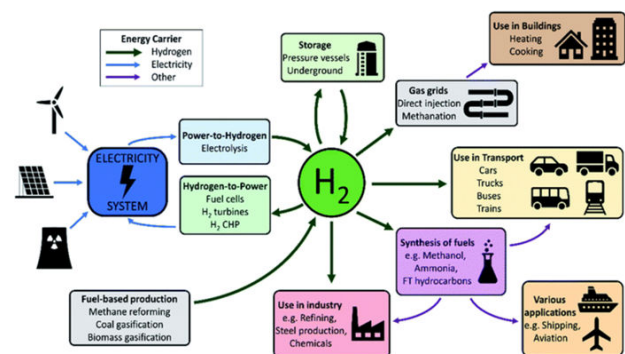 Energy Carrier
Hydrogen
Electricity
Other
Storage
Pressure vessels
Underground
Use in Buildings
Heating
Cooking
Gas grids
Direct injection
Methanation
Power-to-Hydrogen
Electrolysis
ELECTRICITY
SYSTEM
Hydrogen-to-Power
Fuel cells
H₂ turbines
H₂ CHP
H₂
Use in Transport
Cars
Trucks
Buses
Trains
Synthesis of fuels
e.g. Methanol,
Ammonia,
FT hydrocarbons
Fuel-based production
Methane reforming
Coal gasification
Biomass gasification
Use in industry
e.g. Refining,
Steel production,
Chemicals
Various
applications
e.g. Shipping,
Aviation